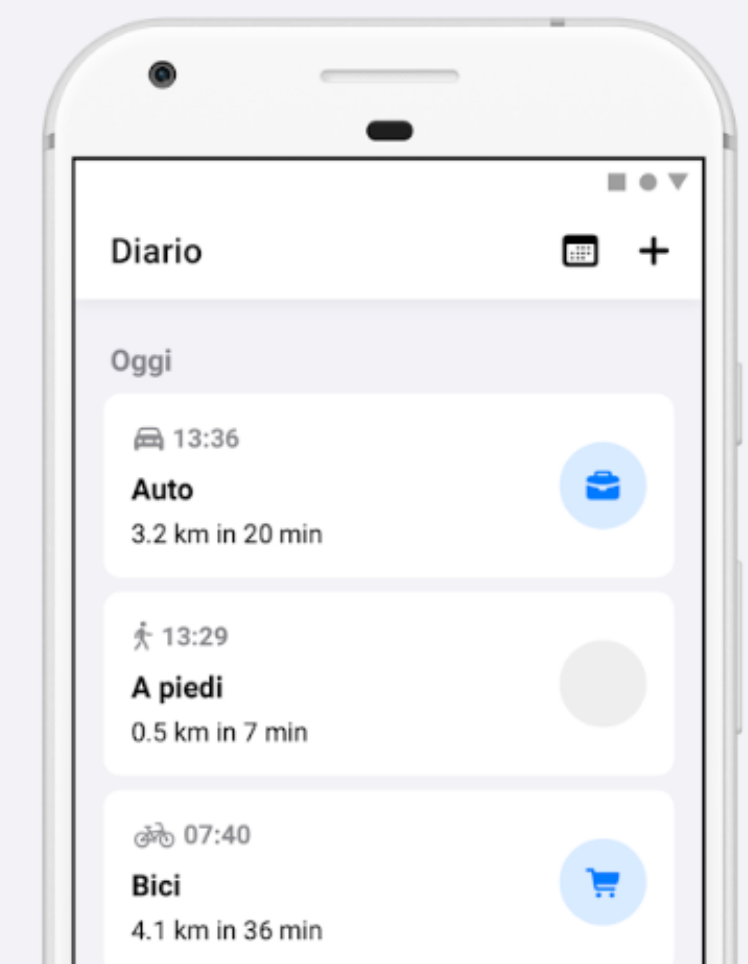 Diario
Oggi
13:36
Auto
3.2 km in 20 min
13:29
A piedi
0.5 km in 7 min
07:40
Bici
4.1 km in 36 min